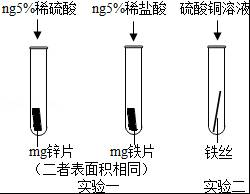 ng5%稀硫酸 ng5%稀盐酸 硫酸铜溶液
mg锌片 mg铁片 铁丝
(二者表面积相同)
实验一 实验二